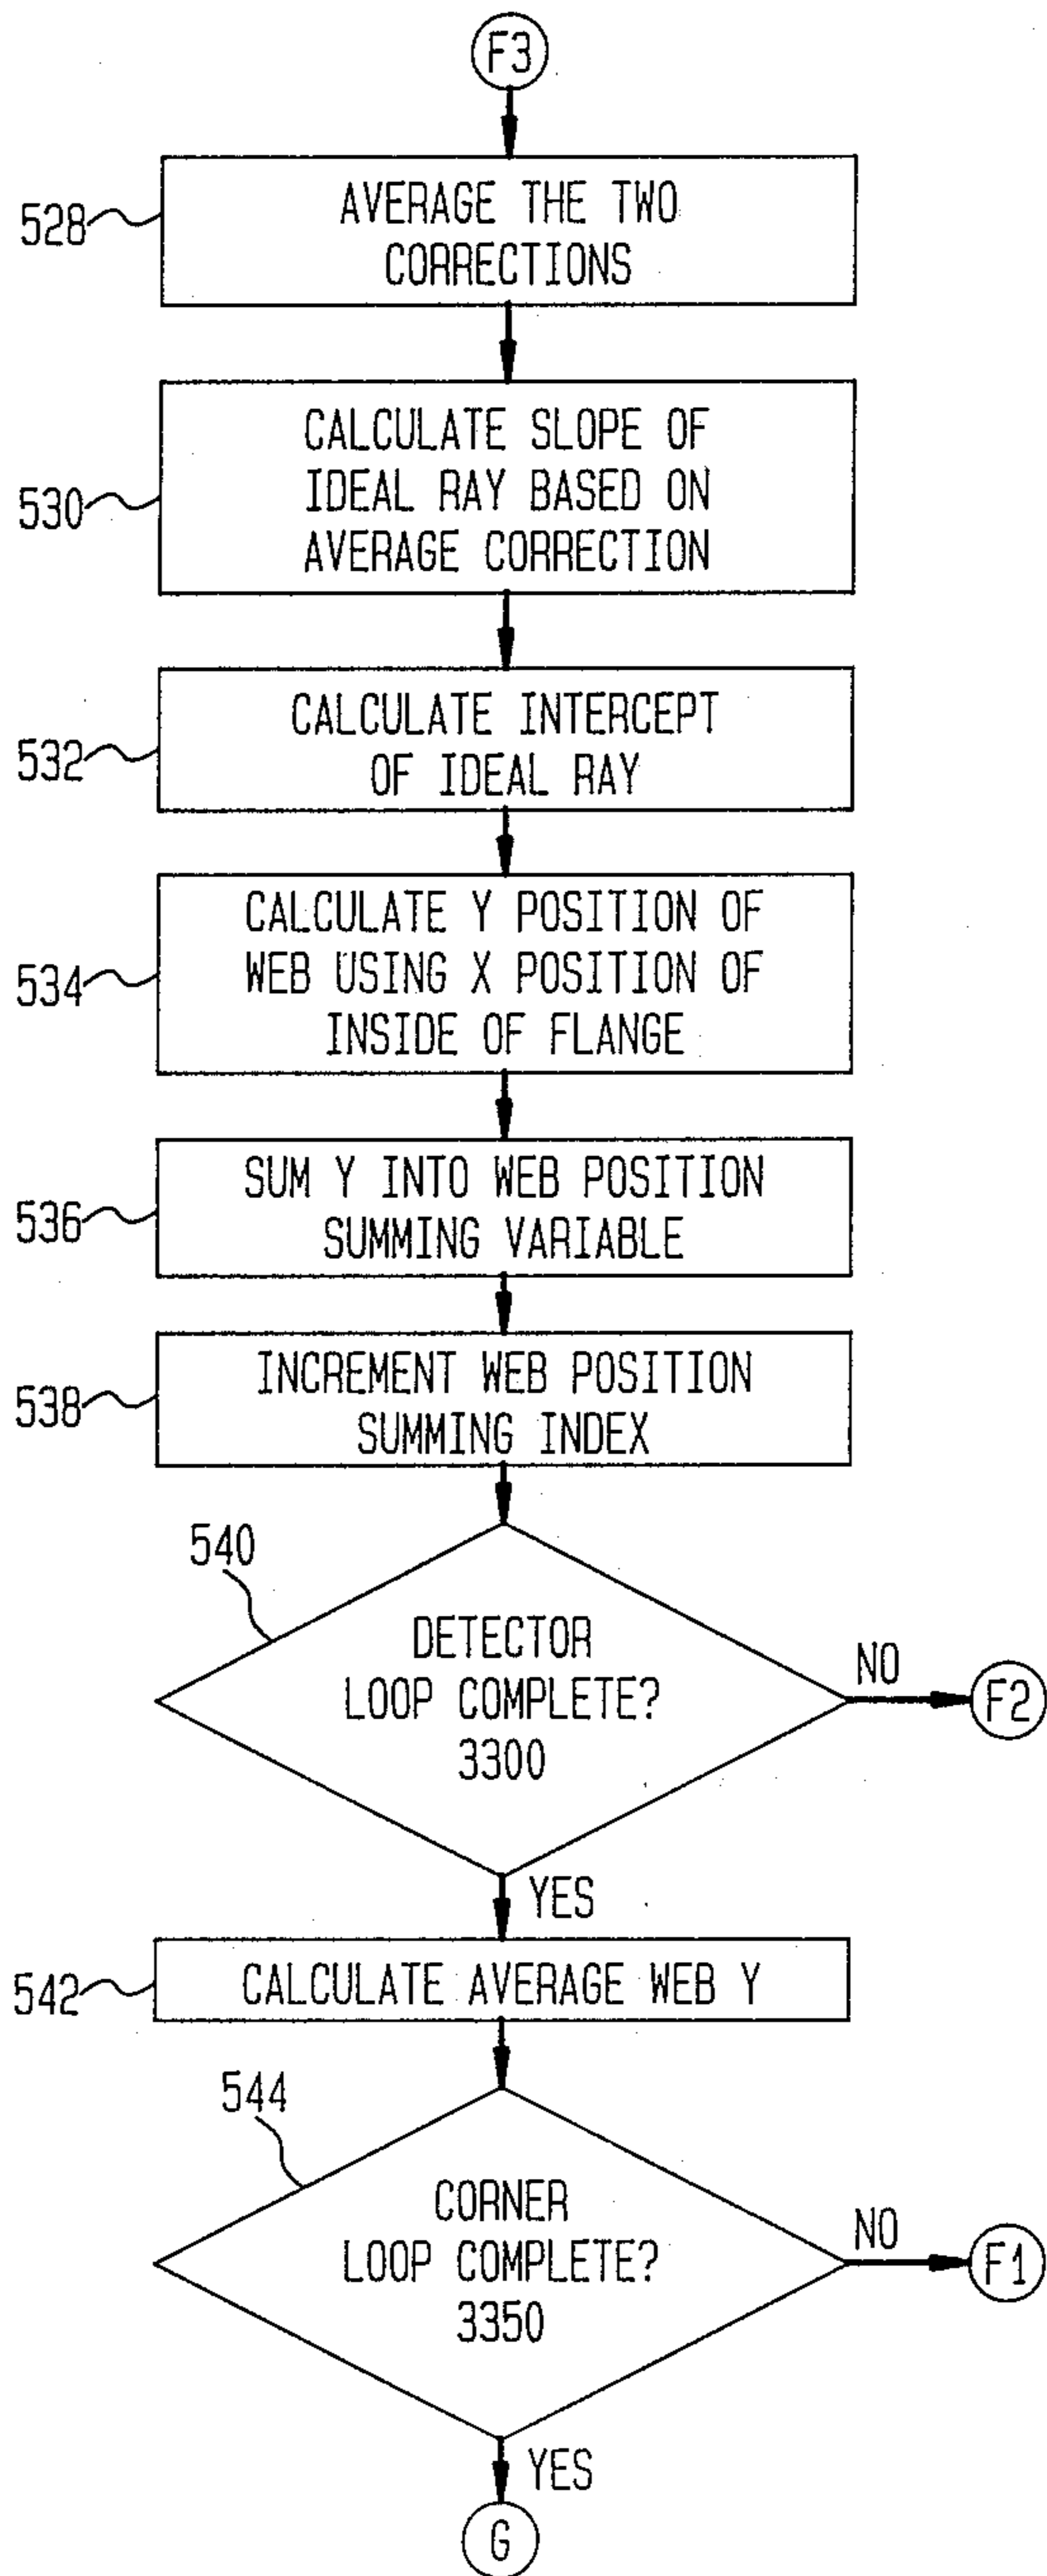 F3
528
AVERAGE THE TWO
CORRECTIONS
530
CALCULATE SLOPE OF
IDEAL RAY BASED ON
AVERAGE CORRECTION
532
CALCULATE INTERCEPT
OF IDEAL RAY
534
CALCULATE Y POSITION OF
WEB USING X POSITION OF
INSIDE OF FLANGE
536
SUM Y INTO WEB POSITION
SUMMING VARIABLE
538
INCREMENT WEB POSITION
SUMMING INDEX
540
DETECTOR
LOOP COMPLETE?
3300
NO
F2
YES
542
CALCULATE AVERAGE WEB Y
544
CORNER
LOOP COMPLETE?
3350
NO
F1
YES
G